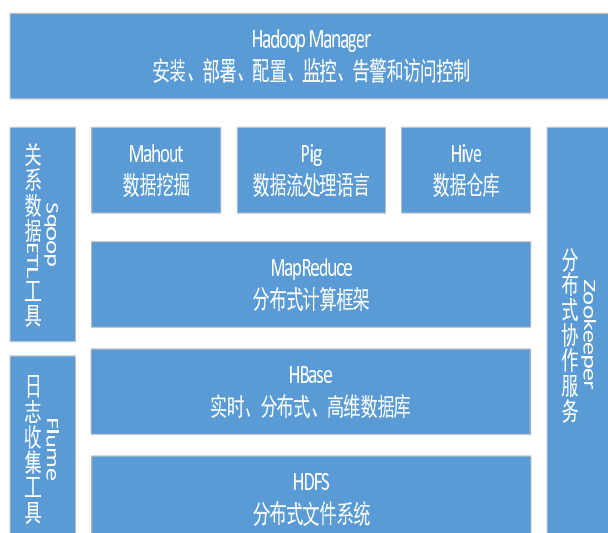 Hadoop Manager
安装、部署、配置、监控、告警和访问控制
Sqoop
关系数据ETL工具
Mahout
数据挖掘
Pig
数据流处理语言
Hive
数据仓库
Zookeeper
分布式协作服务
MapReduce
分布式计算框架
HBase
实时、分布式、高维数据库
Flume
日志收集工具
HDFS
分布式文件系统